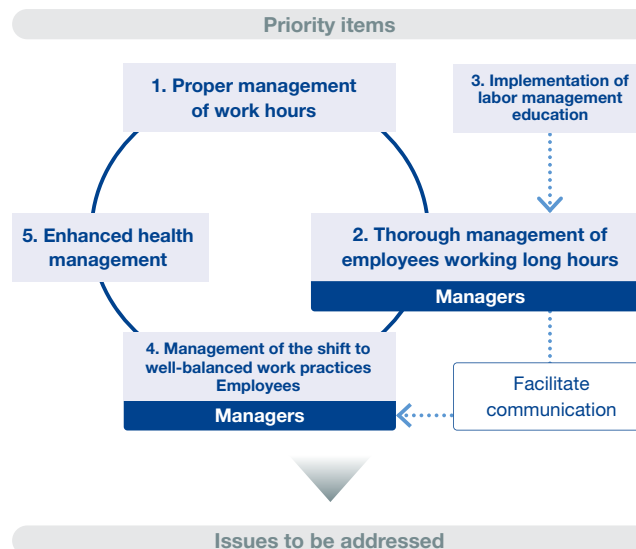 Priority items
1. Proper management
of work hours
3. Implementation of
labor management
education
5. Enhanced health
management
2. Thorough management of
employees working long hours
Managers
4. Management of the shift to
well-balanced work practices
Employees
Managers
Facilitate
communication
Issues to be addressed